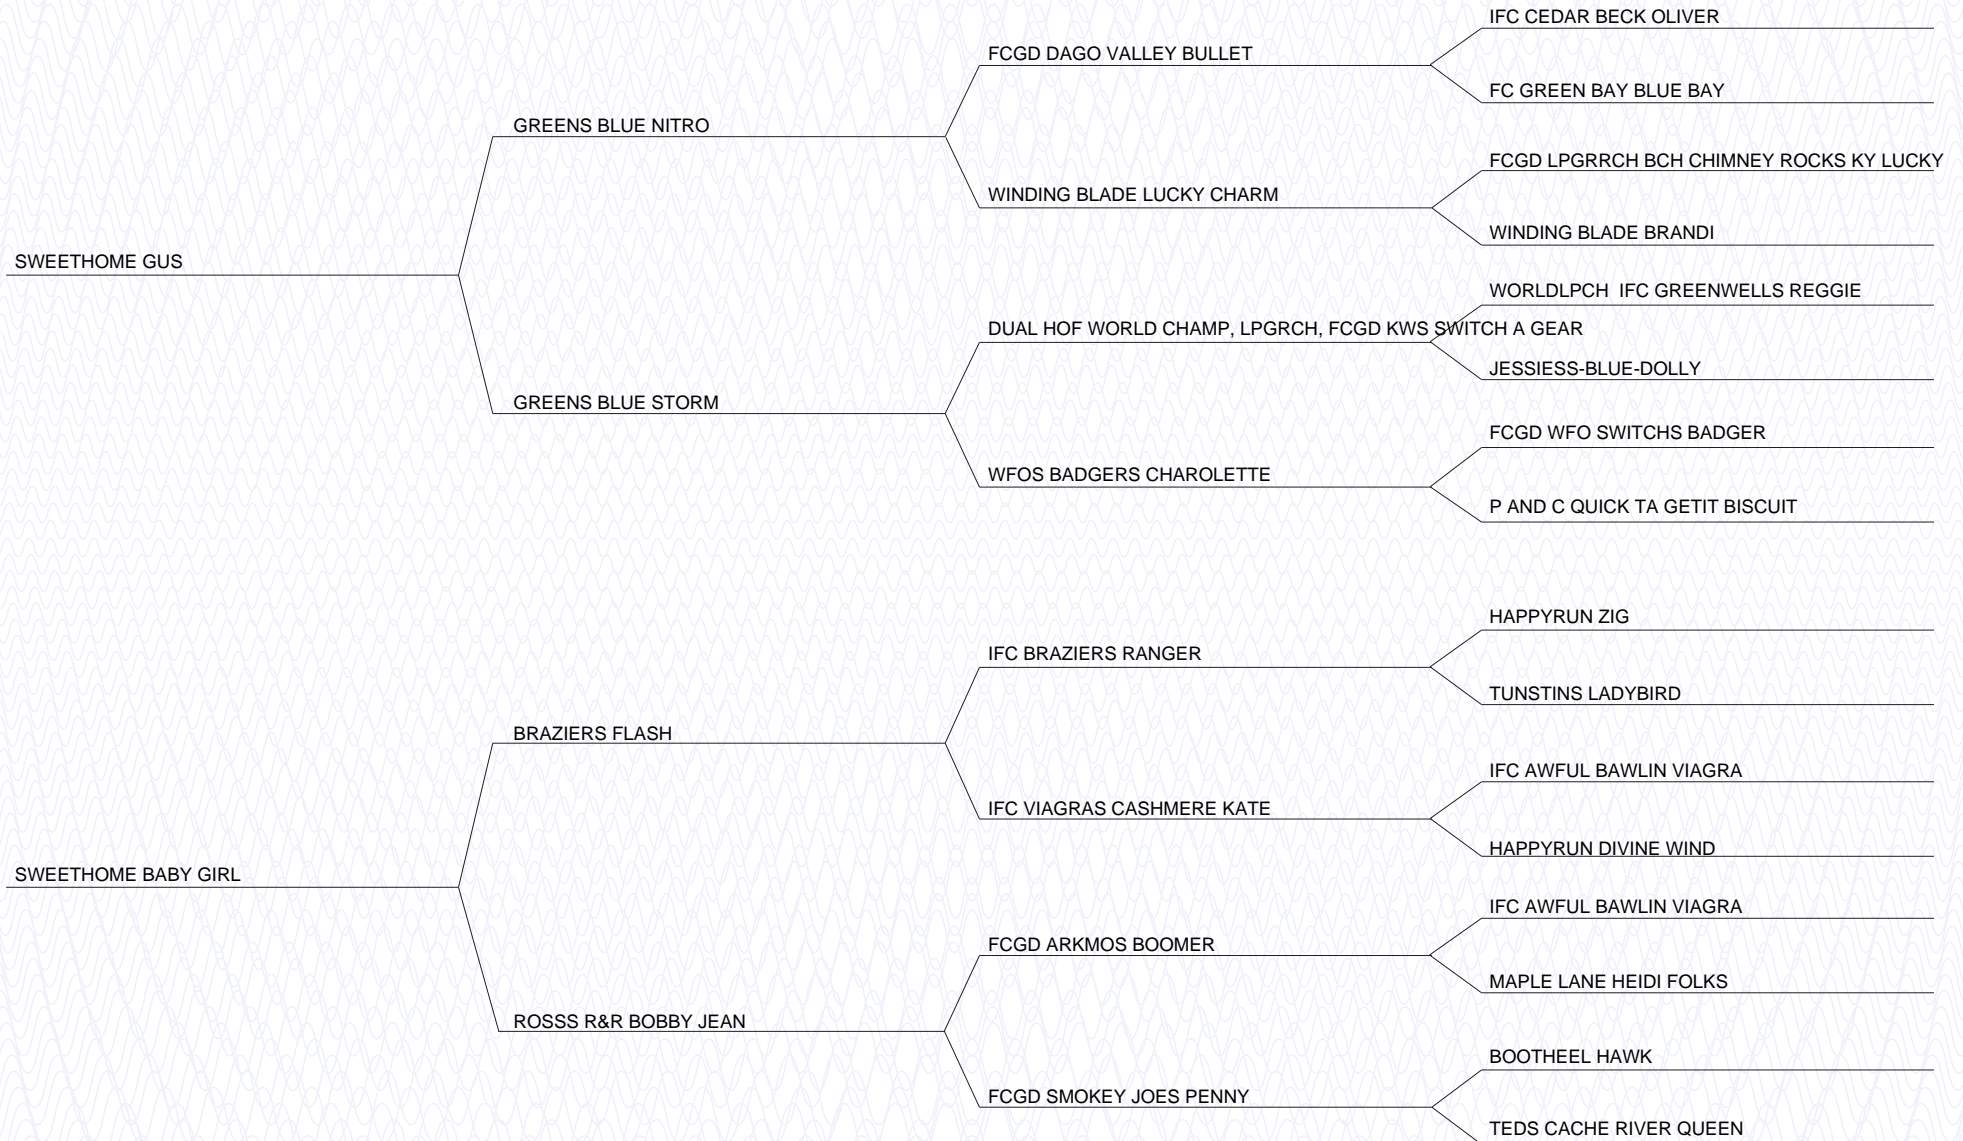 IFC CEDAR BECK OLIVER
FCGD DAGO VALLEY BULLET
FC GREEN BAY BLUE BAY
GREENS BLUE NITRO
FCGD LPGRRCH BCH CHIMNEY ROCKS KY LUCKY
WINDING BLADE LUCKY CHARM
WINDING BLADE BRANDI
SWEETHOME GUS
WORLDLPCH  IFC GREENWELLS REGGIE
DUAL HOF WORLD CHAMP, LPGRCH, FCGD KWS SWITCH A GEAR
JESSIESS-BLUE-DOLLY
GREENS BLUE STORM
FCGD WFO SWITCHS BADGER
WFOS BADGERS CHAROLETTE
P AND C QUICK TA GETIT BISCUIT
HAPPYRUN ZIG
IFC BRAZIERS RANGER
TUNSTINS LADYBIRD
BRAZIERS FLASH
IFC AWFUL BAWLIN VIAGRA
IFC VIAGRAS CASHMERE KATE
HAPPYRUN DIVINE WIND
SWEETHOME BABY GIRL
IFC AWFUL BAWLIN VIAGRA
FCGD ARKMOS BOOMER
MAPLE LANE HEIDI FOLKS
ROSSS R&R BOBBY JEAN
BOOTHEEL HAWK
FCGD SMOKEY JOES PENNY
TEDS CACHE RIVER QUEEN